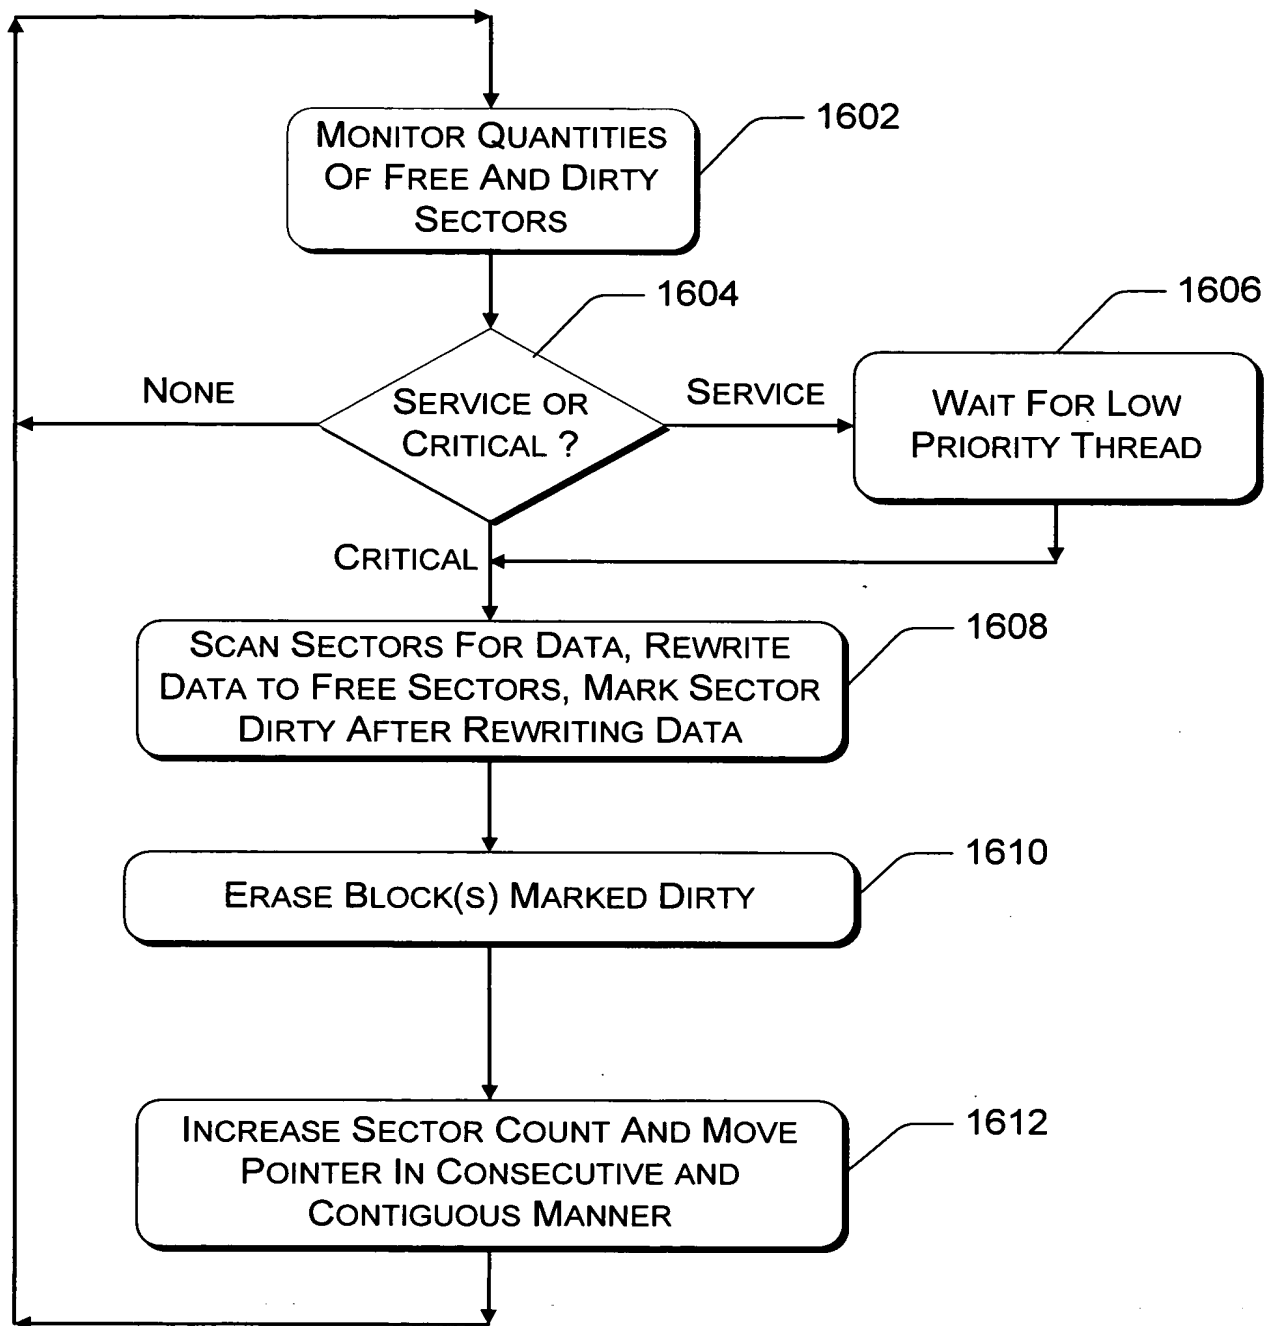 MONITOR QUANTITIES
OF FREE AND DIRTY
SECTORS
1602
1604
SERVICE OR
CRITICAL ?
NONE
SERVICE
1606
WAIT FOR LOW
PRIORITY THREAD
CRITICAL
SCAN SECTORS FOR DATA, REWRITE
DATA TO FREE SECTORS, MARK SECTOR
DIRTY AFTER REWRITING DATA
1608
ERASE BLOCK(S) MARKED DIRTY
1610
INCREASE SECTOR COUNT AND MOVE
POINTER IN CONSECUTIVE AND
CONTIGUOUS MANNER
1612